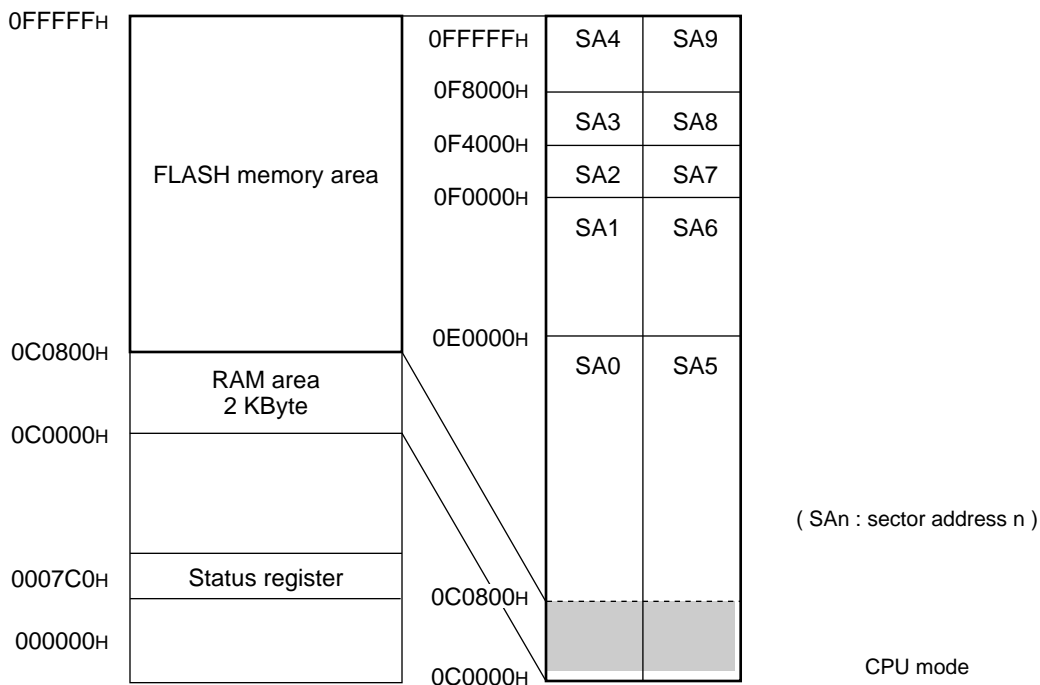 0FFFFFH
0FFFFFH
SA4 SA9
0F8000H
SA3 SA8
0F4000H
FLASH memory area
SA2 SA7
0F0000H
SA1 SA6
0E0000H
0C0800H
SA0 SA5
RAM area
2 KByte
0C0000H
( SAn : sector address n )
0007C0H
Status register
0C0800H
000000H
CPU mode
0C0000H